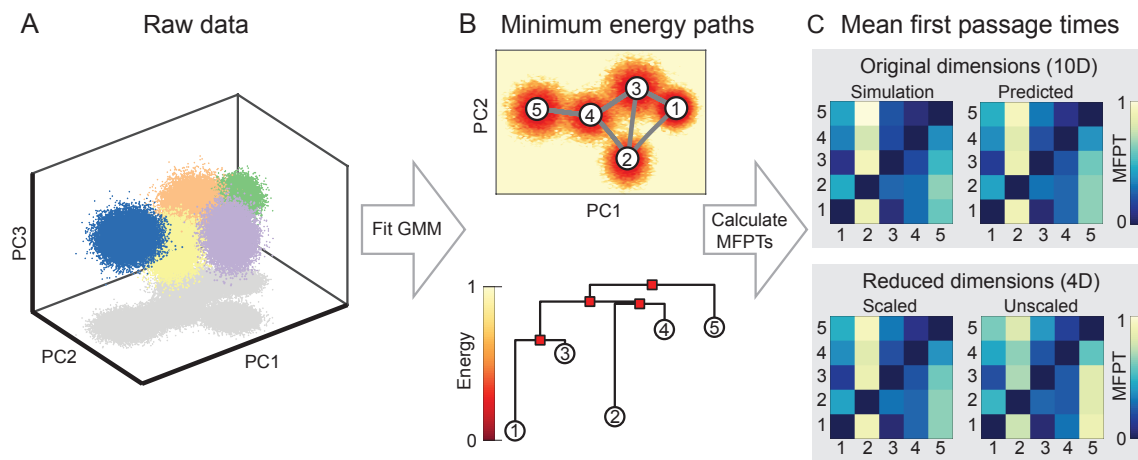 A
Raw data
PC3
PC2
PC1
Fit GMM
B
Minimum energy paths
PC2
5
4
3
1
2
PC1
Energy
1
0
1
3
2
4
5
Calculate
MFPTs
C
Mean first passage times
Original dimensions (10D)
Simulation
Predicted
5
4
3
2
1
1 2 3 4 5
5
4
3
2
1
1 2 3 4 5
1
MFPT
0
Reduced dimensions (4D)
Scaled
Unscaled
5
4
3
2
1
1 2 3 4 5
5
4
3
2
1
1 2 3 4 5
1
MFPT
0